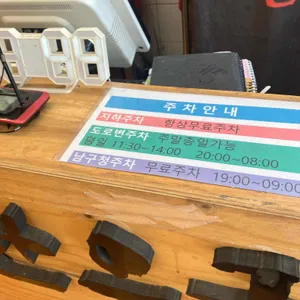 주차안내
지하주차 항상무료주차
도로변주차 주말종일가능
평일 11:30~14:00 20:00~08:00
남구청주차 무료주차 19:00~09:00